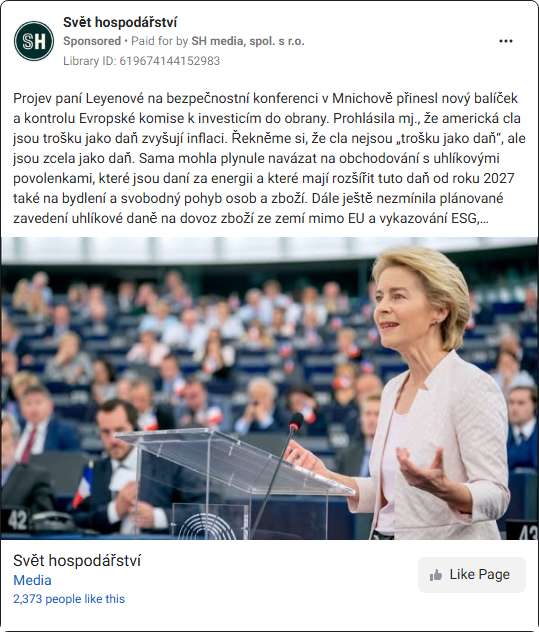 SH
Svět hospodářství
Sponsored • Paid for by SH media, spol. s r.o.
Library ID: 619674144152983
Projev paní Leyenové na bezpečnostní konferenci v Mnichově přinesl nový balíček
a kontrolu Evropské komise k investicím do obrany. Prohlásila mj., že americká cla
jsou trošku jako daň zvyšují inflaci. Řekněme si, že cla nejsou „trošku jako daň“, ale
jsou zcela jako daň. Sama mohla plynule navázat na obchodování s uhlíkovými
povolenkami, které jsou daní za energii a které mají rozšířit tuto daň od roku 2027
také na bydlení a svobodný pohyb osob a zboží. Dále ještě nezmínila plánované
zavedení uhlíkové daně na dovoz zboží ze zemí mimo EU a vykazování ESG,…
42
Svět hospodářství
Media
2,373 people like this
Like Page